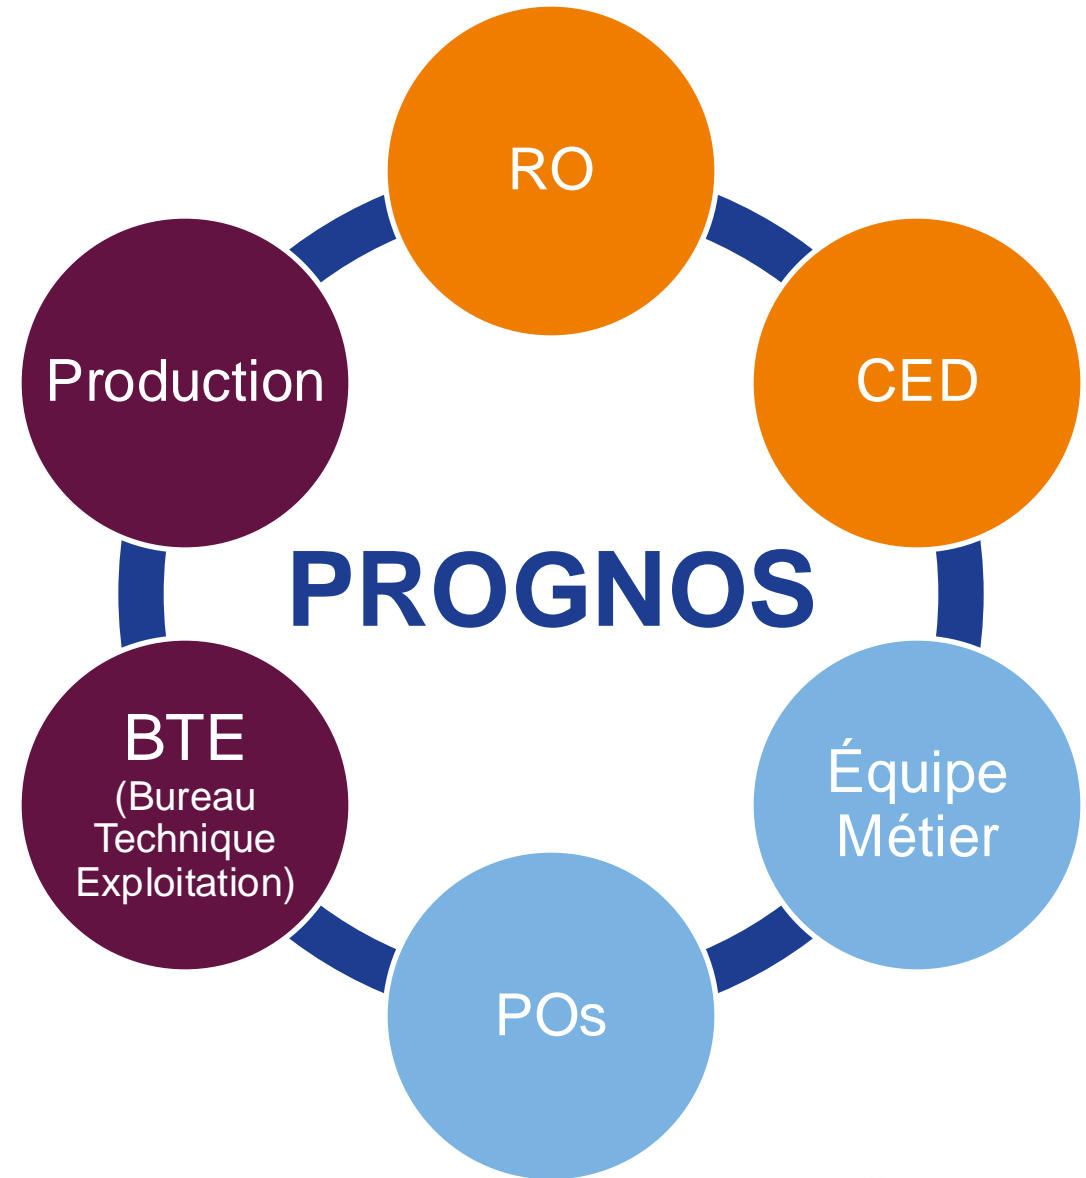 RO
CED
Production
PROGNOS
Équipe
Métier
BTE
(Bureau
Technique
Exploitation)
POs